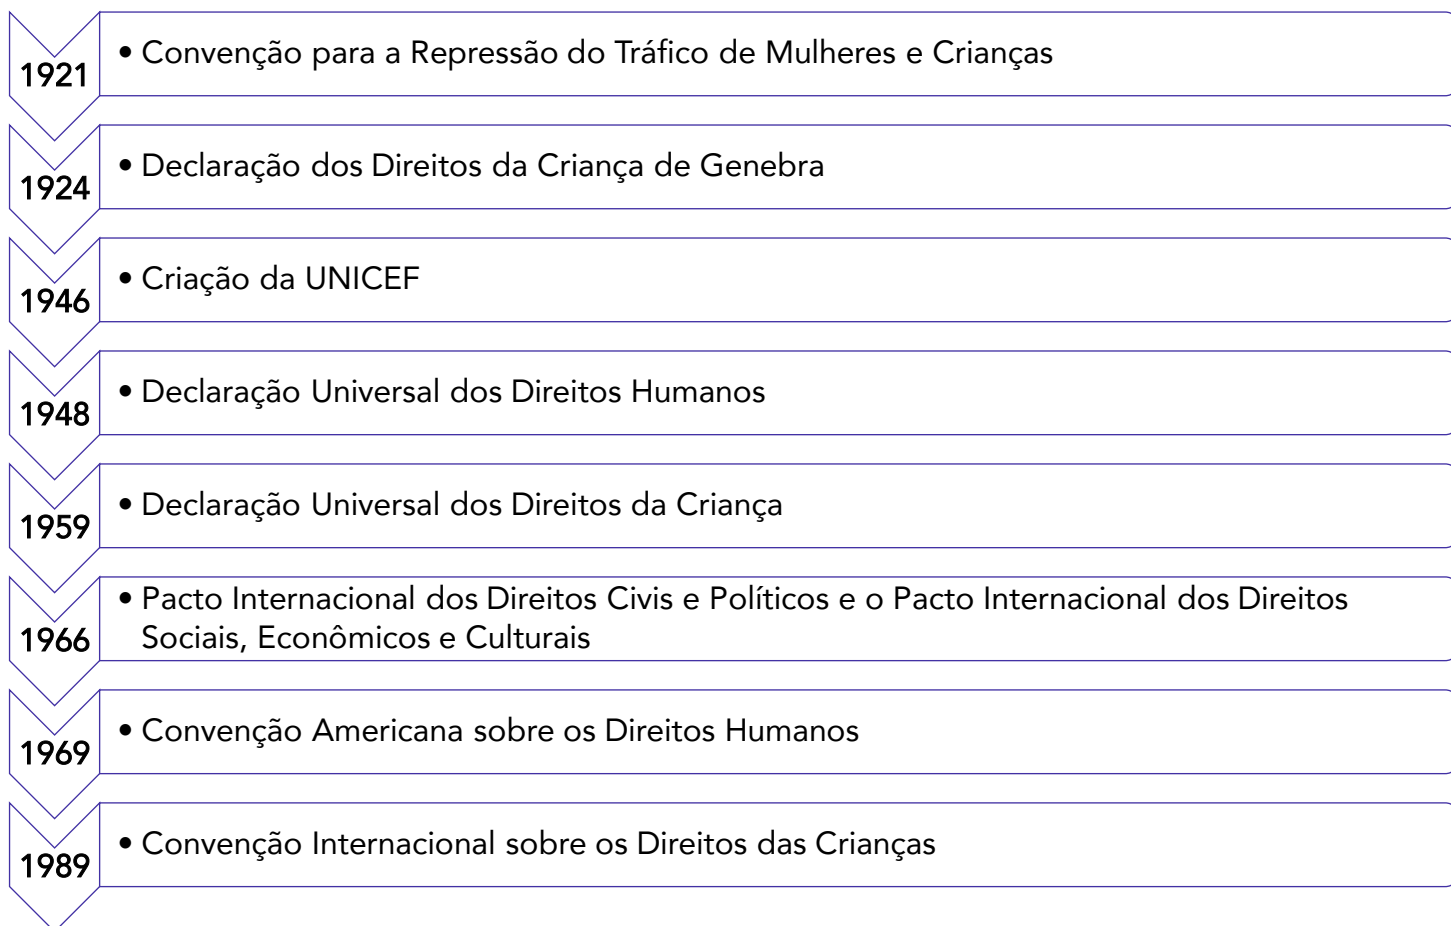 1921
• Convenção para a Repressão do Tráfico de Mulheres e Crianças
1924
• Declaração dos Direitos da Criança de Genebra
1946
• Criação da UNICEF
1948
• Declaração Universal dos Direitos Humanos
1959
• Declaração Universal dos Direitos da Criança
1966
• Pacto Internacional dos Direitos Civis e Políticos e o Pacto Internacional dos Direitos
Sociais, Econômicos e Culturais
1969
• Convenção Americana sobre os Direitos Humanos
1989
• Convenção Internacional sobre os Direitos das Crianças